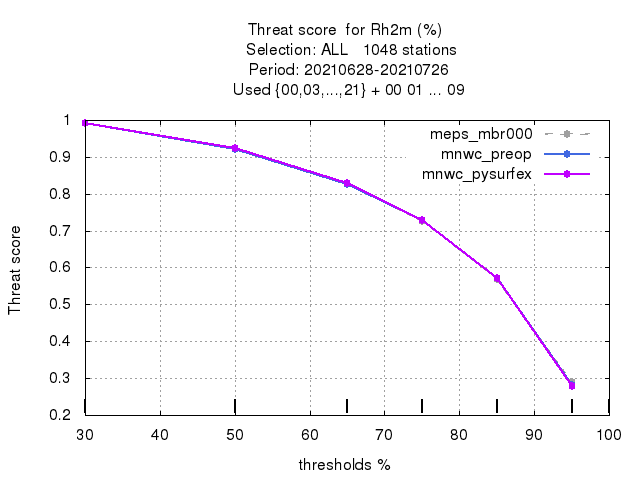 Threat score  for Rh2m (%)
Selection: ALL   1048 stations
Period: 20210628-20210726
Used {00,03,...,21} + 00 01 ... 09
meps_mbr000
mnwc_preop
mnwc_pysurfex
1
0.9
0.8
0.7
0.6
0.5
0.4
0.3
0.2
Threat score
30 40 50 60 70 80 90 100
thresholds %